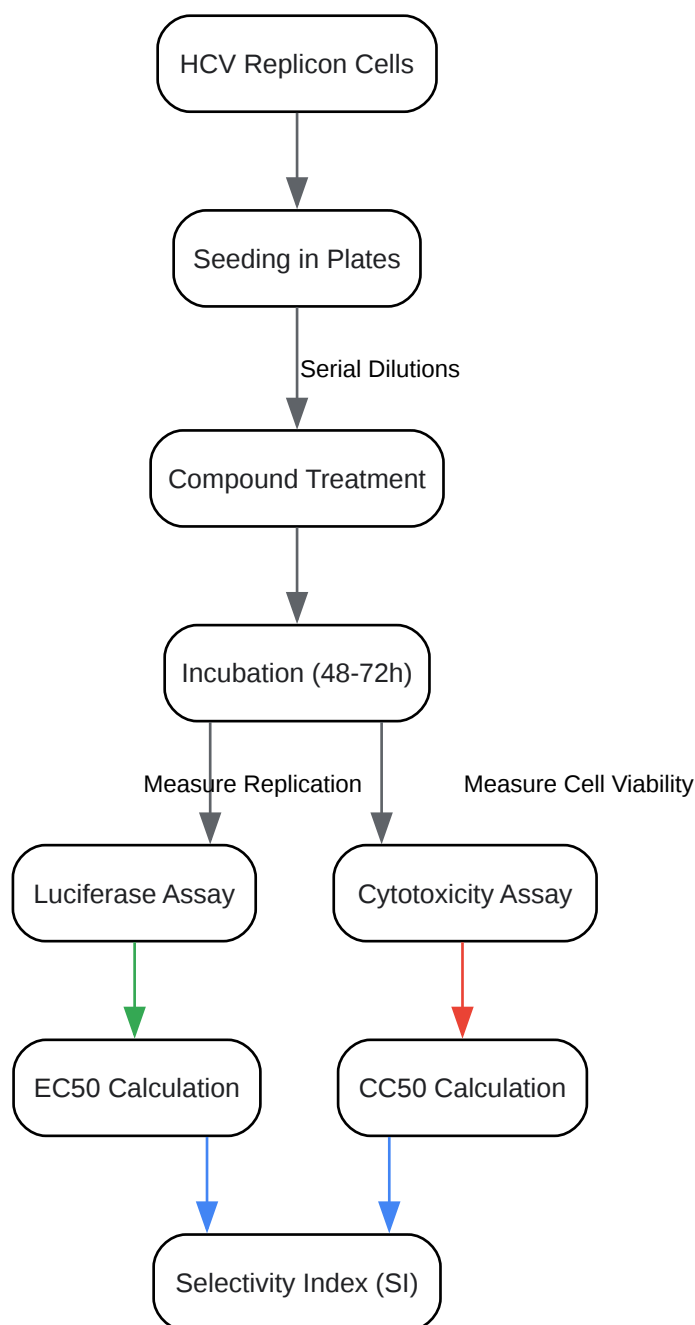 HCV Replicon Cells
Seeding in Plates
Serial Dilutions
Compound Treatment
Incubation (48-72h)
Measure Replication
Measure Cell Viability
Luciferase Assay
Cytotoxicity Assay
EC50 Calculation
CC50 Calculation
Selectivity Index (SI)